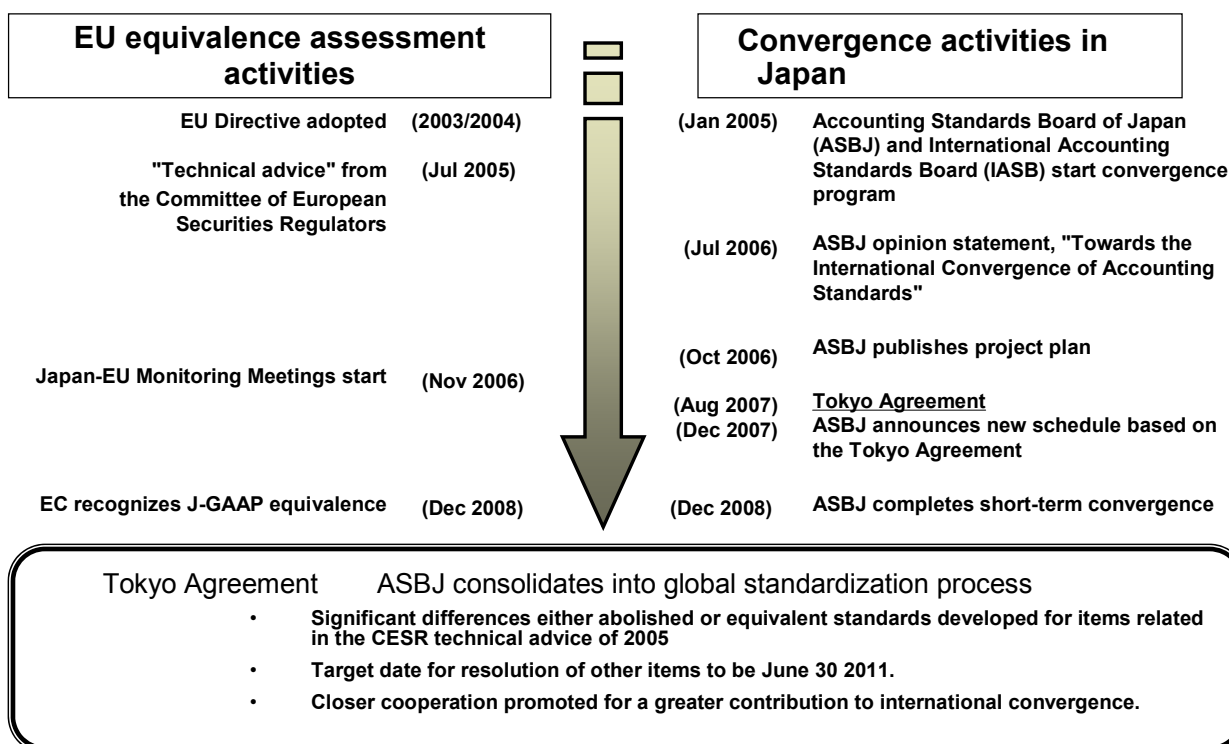 EU equivalence assessment
activities
EU Directive adopted (2003/2004)
"Technical advice" from (Jul 2005)
the Committee of European
Securities Regulators
Japan-EU Monitoring Meetings start (Nov 2006)
EC recognizes J-GAAP equivalence (Dec 2008)
Convergence activities in
Japan
(Jan 2005) Accounting Standards Board of Japan
(ASBJ) and International Accounting
Standards Board (IASB) start convergence
program
(Jul 2006) ASBJ opinion statement, "Towards the
International Convergence of Accounting
Standards"
(Oct 2006) ASBJ publishes project plan
(Aug 2007) Tokyo Agreement
(Dec 2007) ASBJ announces new schedule based on
the Tokyo Agreement
(Dec 2008) ASBJ completes short-term convergence
Tokyo Agreement ASBJ consolidates into global standardization process
• Significant differences either abolished or equivalent standards developed for items related
in the CESR technical advice of 2005
• Target date for resolution of other items to be June 30 2011.
• Closer cooperation promoted for a greater contribution to international convergence.